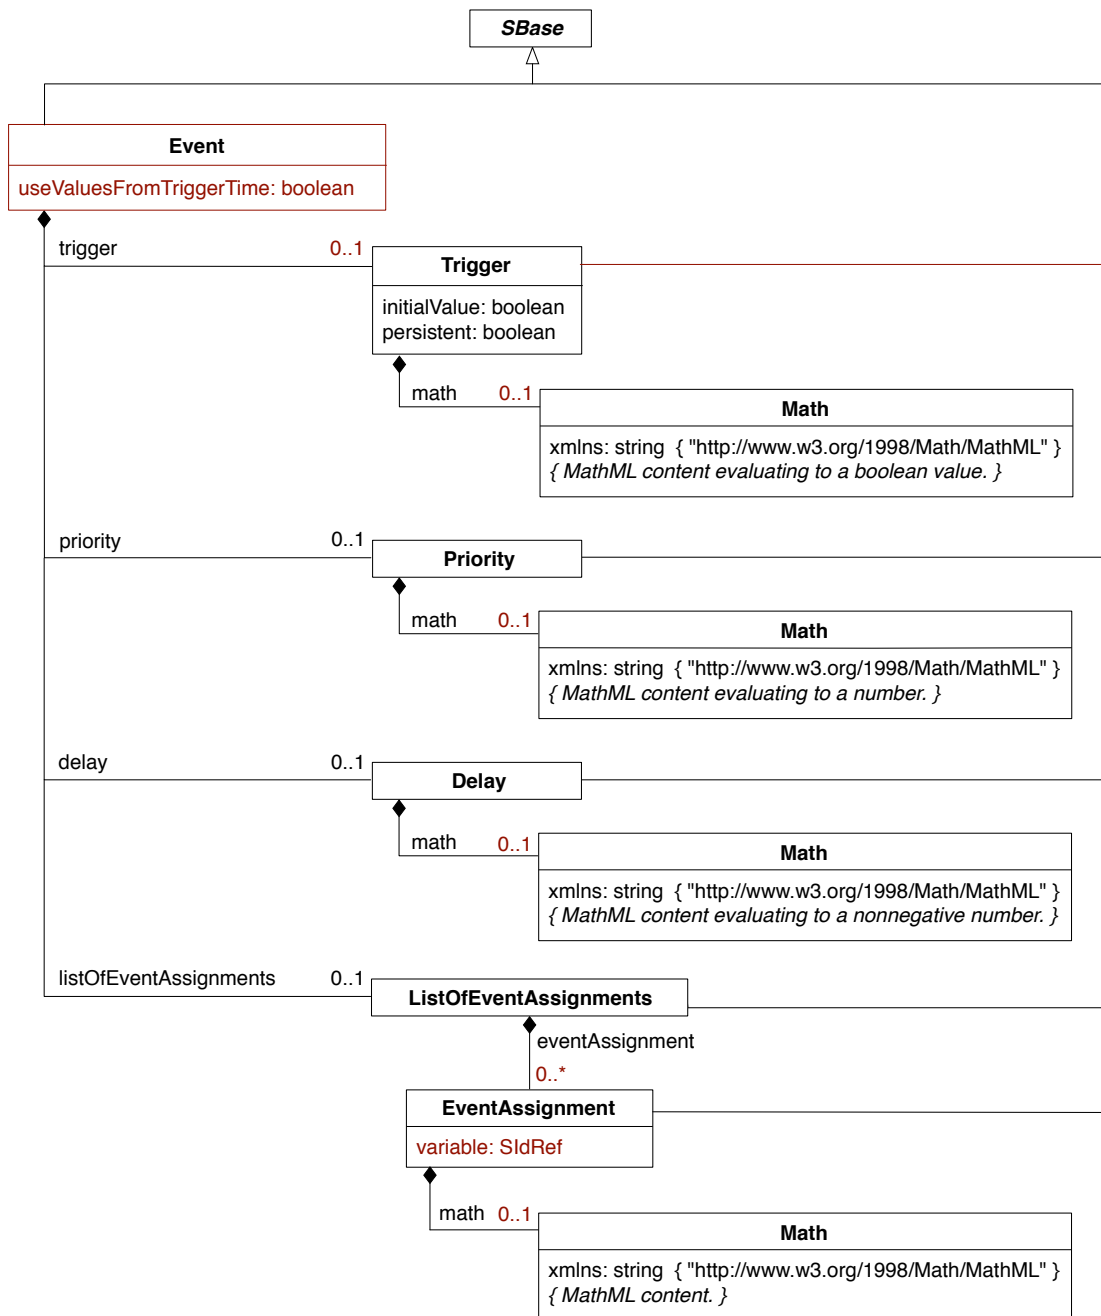 SBase
Event
useValuesFromTriggerTime: boolean
trigger 0..1
Trigger
initialValue: boolean
persistent: boolean
math 0..1
Math
xmlns: string { "http://www.w3.org/1998/Math/MathML" }
{ MathML content evaluating to a boolean value. }
priority 0..1
Priority
math 0..1
Math
xmlns: string { "http://www.w3.org/1998/Math/MathML" }
{ MathML content evaluating to a number. }
delay 0..1
Delay
math 0..1
Math
xmlns: string { "http://www.w3.org/1998/Math/MathML" }
{ MathML content evaluating to a nonnegative number. }
listOfEventAssignments 0..1
ListOfEventAssignments
eventAssignment
0..*
EventAssignment
variable: SIdRef
math 0..1
Math
xmlns: string { "http://www.w3.org/1998/Math/MathML" }
{ MathML content. }